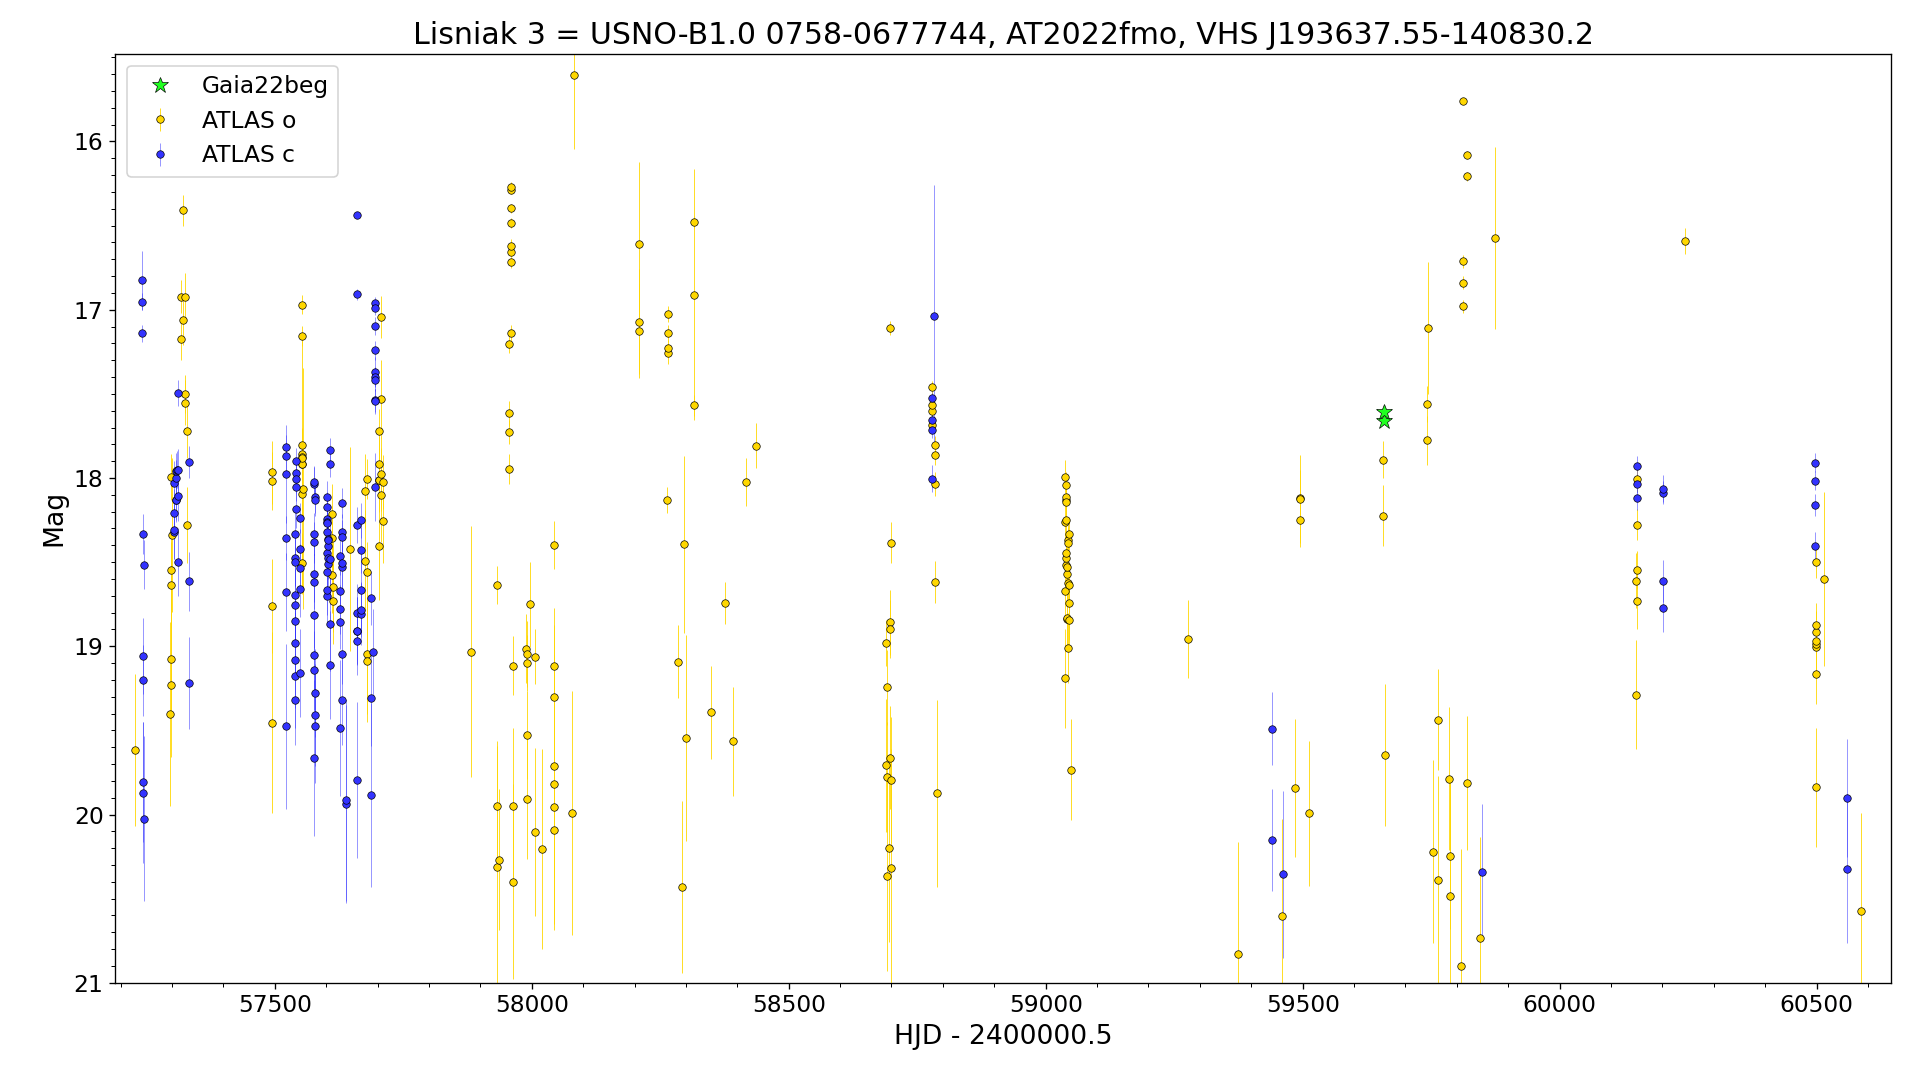 Lisniak 3 = USNO-B1.0 0758-0677744, AT2022fmo, VHS J193637.55-140830.2
Gaia22beg
ATLAS o
ATLAS c
Mag
16
17
18
19
20
21
57500 58000 58500 59000 59500 60000 60500
HJD - 2400000.5